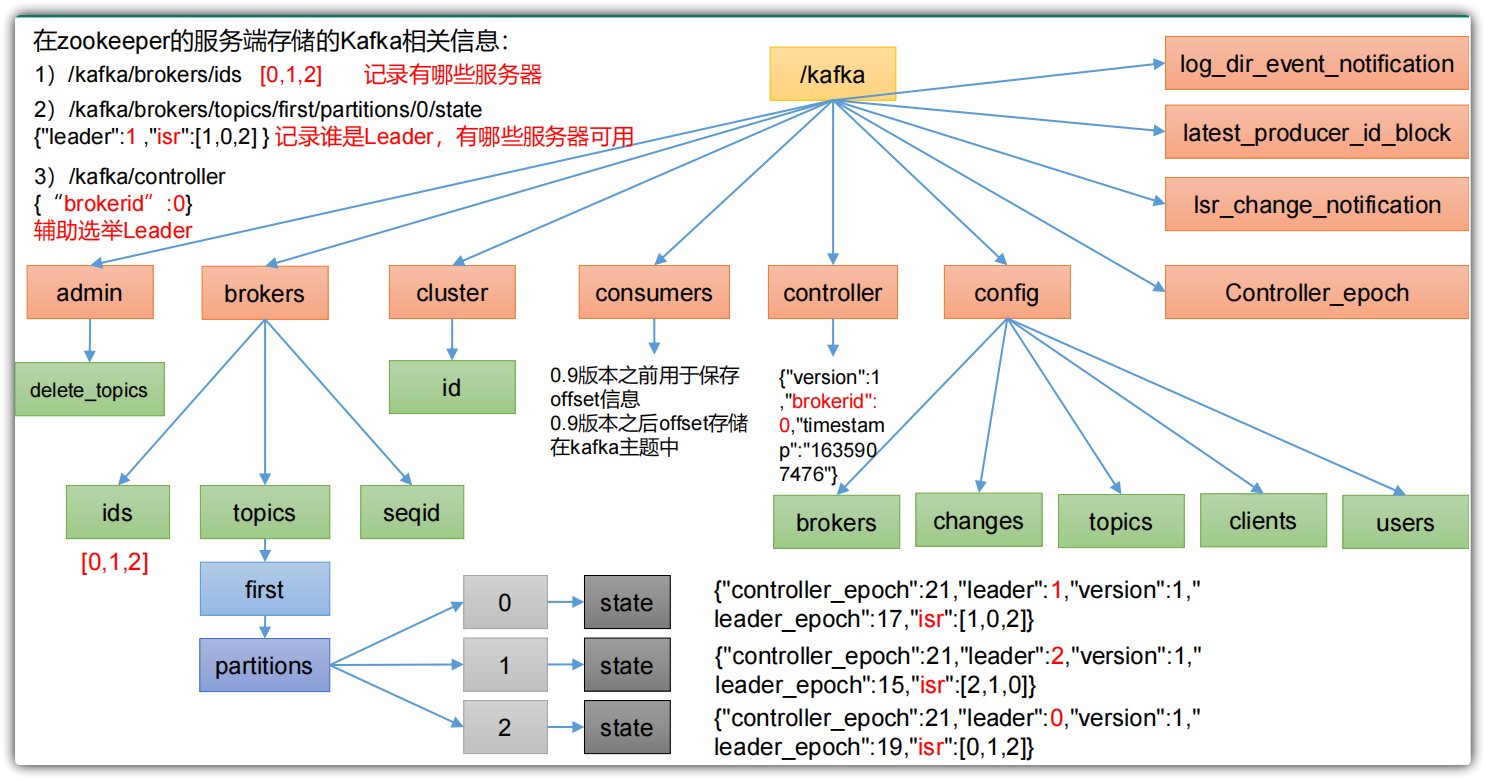 在zookeeper的服务端存储的Kafka相关信息：
1）/kafka/brokers/ids [0,1,2] 记录有哪些服务器
2）/kafka/brokers/topics/first/partitions/0/state
{"leader":1 ,"isr":[1,0,2] } 记录谁是Leader，有哪些服务器可用
3）/kafka/controller
{“brokerid”:0}
辅助选举Leader
/kafka
log_dir_event_notification
latest_producer_id_block
lsr_change_notification
Controller_epoch
admin
brokers
cluster
consumers
controller
config
delete_topics
id
0.9版本之前用于保存
offset信息
0.9版本之后offset存储
在kafka主题中
{"version":1
,"brokerid":
0,"timestam
p":"163590
7476"}
ids
topics
seqid
brokers
changes
topics
clients
users
[0,1,2]
first
partitions
0
state
{"controller_epoch":21,"leader":1,"version":1,"
leader_epoch":17,"isr":[1,0,2]}
1
state
{"controller_epoch":21,"leader":2,"version":1,"
leader_epoch":15,"isr":[2,1,0]}
2
state
{"controller_epoch":21,"leader":0,"version":1,"
leader_epoch":19,"isr":[0,1,2]}